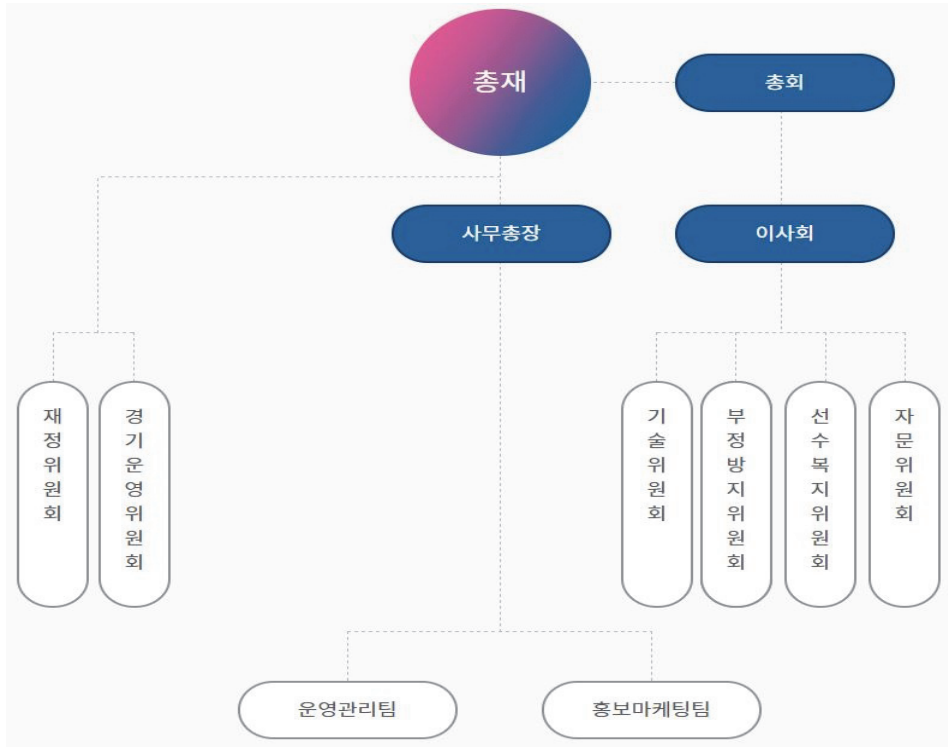 총재
총회
사무총장
이사회
재정위원회
경기운영위원회
기술위원회
부정방지위원회
선수복지위원회
자문위원회
운영관리팀
홍보마케팅팀